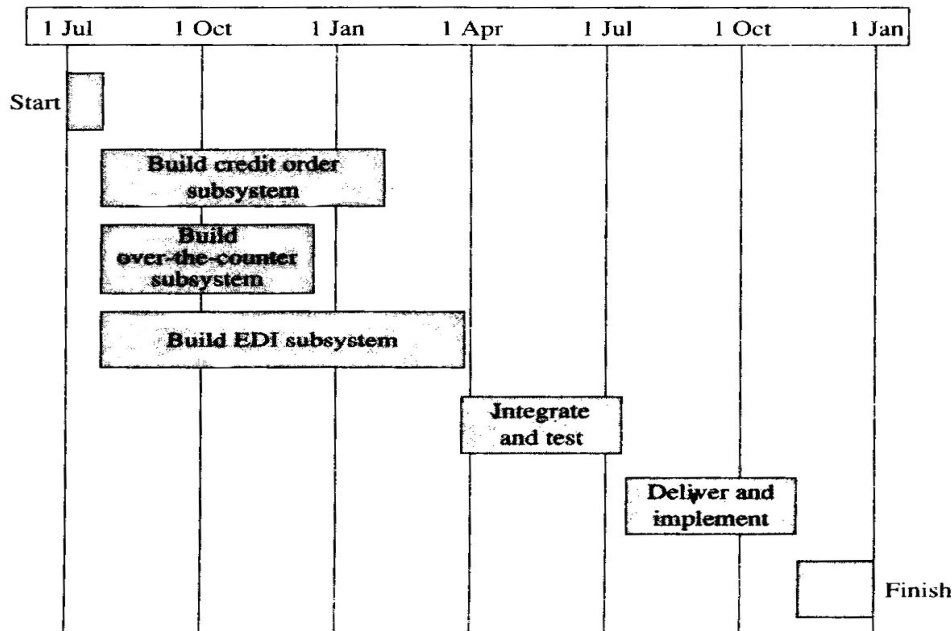 1 Jul 1 Oct 1 Jan 1 Apr 1 Jul 1 Oct 1 Jan
Start
Build credit order
subsystem
Build
over-the-counter
subsystem
Build EDI subsystem
Integrate
and test
Deliver and
implement
Finish